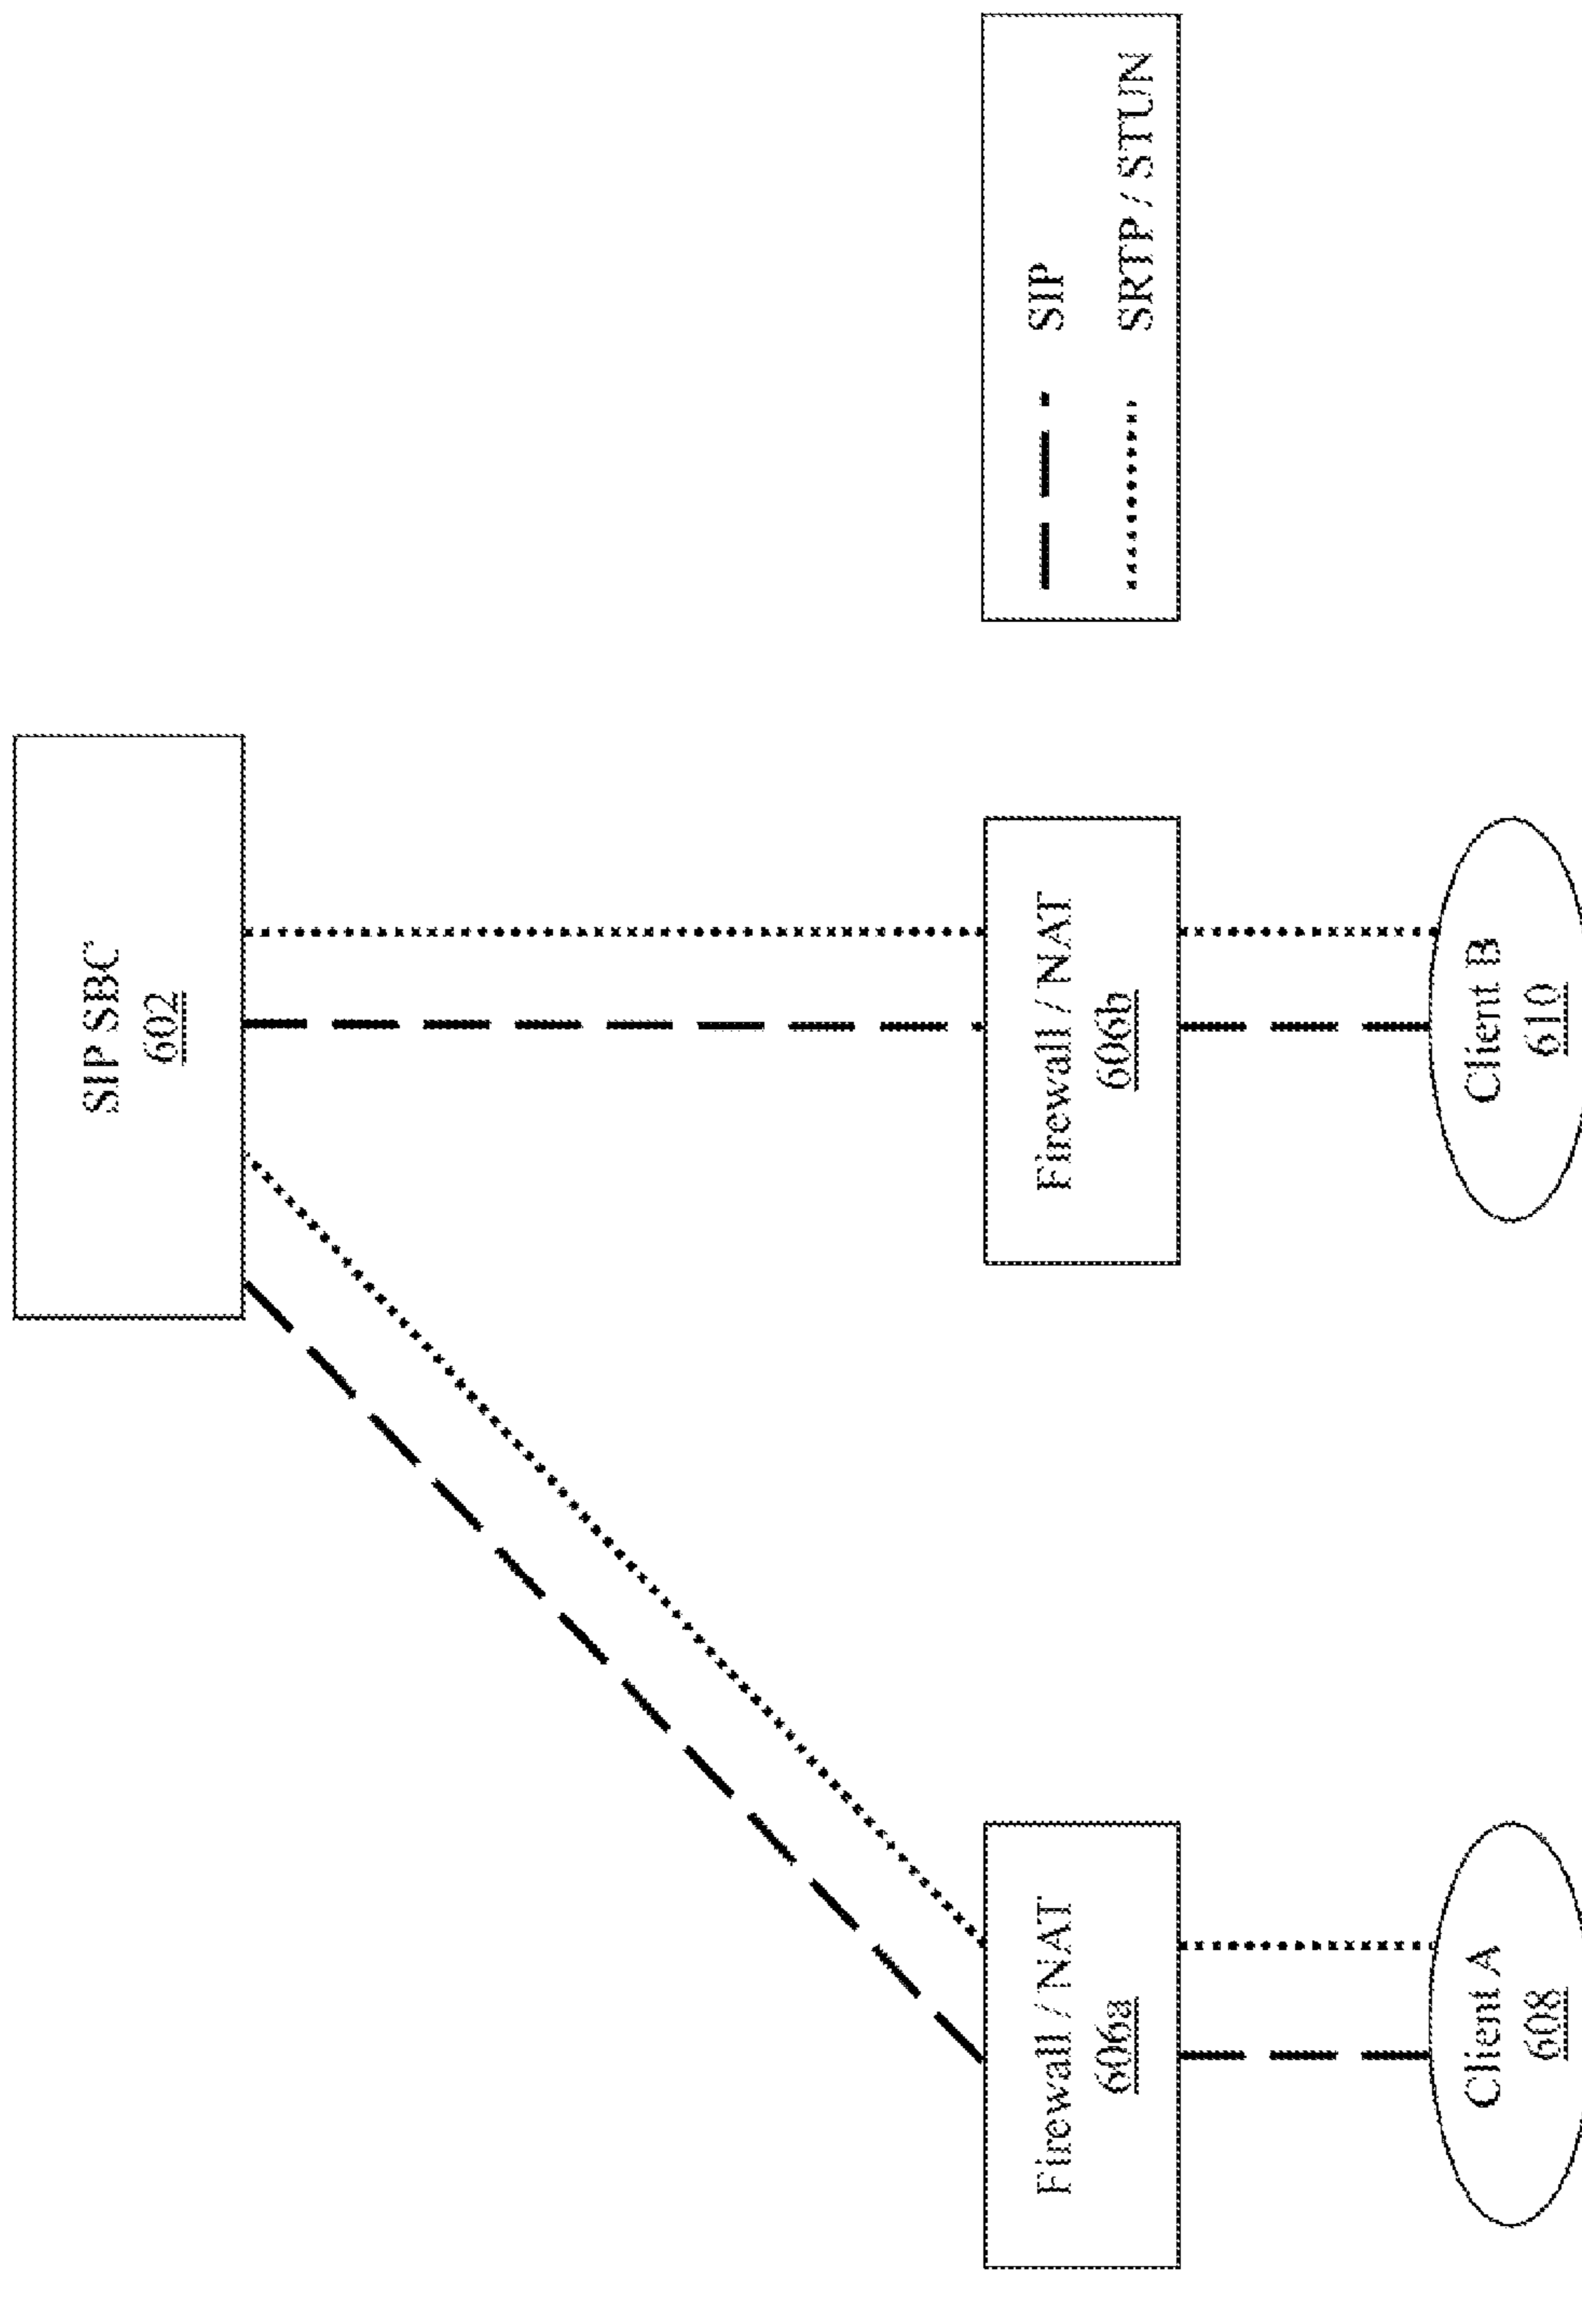 SIP SBC
602
Firewall / NAT
606a
Firewall / NAT
606b
SIP
SRTP / STUN
Client A
608
Client B
610